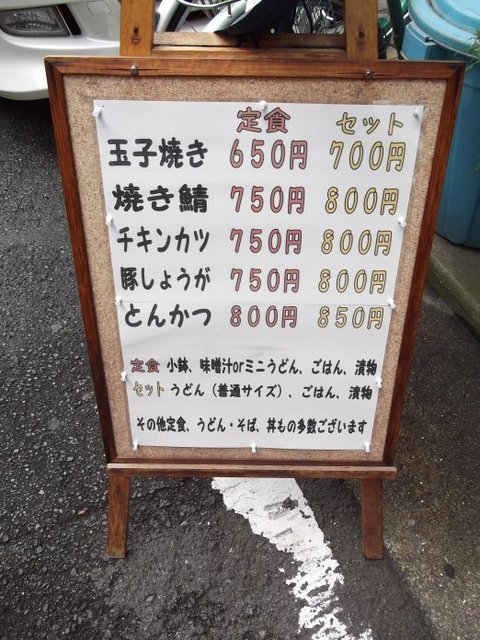 定食 セット
玉子焼き 650円 700円
焼き鯖 750円 800円
チキンカツ 750円 800円
豚しょうが 750円 800円
とんかつ 800円 850円
定食 小鉢、味噌汁orミニうどん、ごはん、漬物
セット うどん（普通サイズ）、ごはん、漬物
その他定食、うどん・そば、丼もの多数ございます